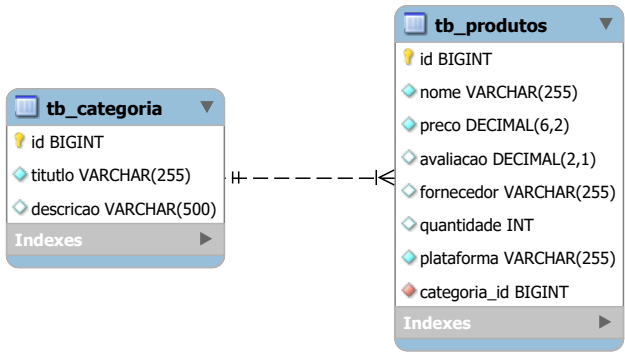 tb_categoria
id BIGINT
titutlo VARCHAR(255)
descricao VARCHAR(500)
Indexes
tb_produtos
id BIGINT
nome VARCHAR(255)
preco DECIMAL(6,2)
avaliacao DECIMAL(2,1)
fornecedor VARCHAR(255)
quantidade INT
plataforma VARCHAR(255)
categoria_id BIGINT
Indexes